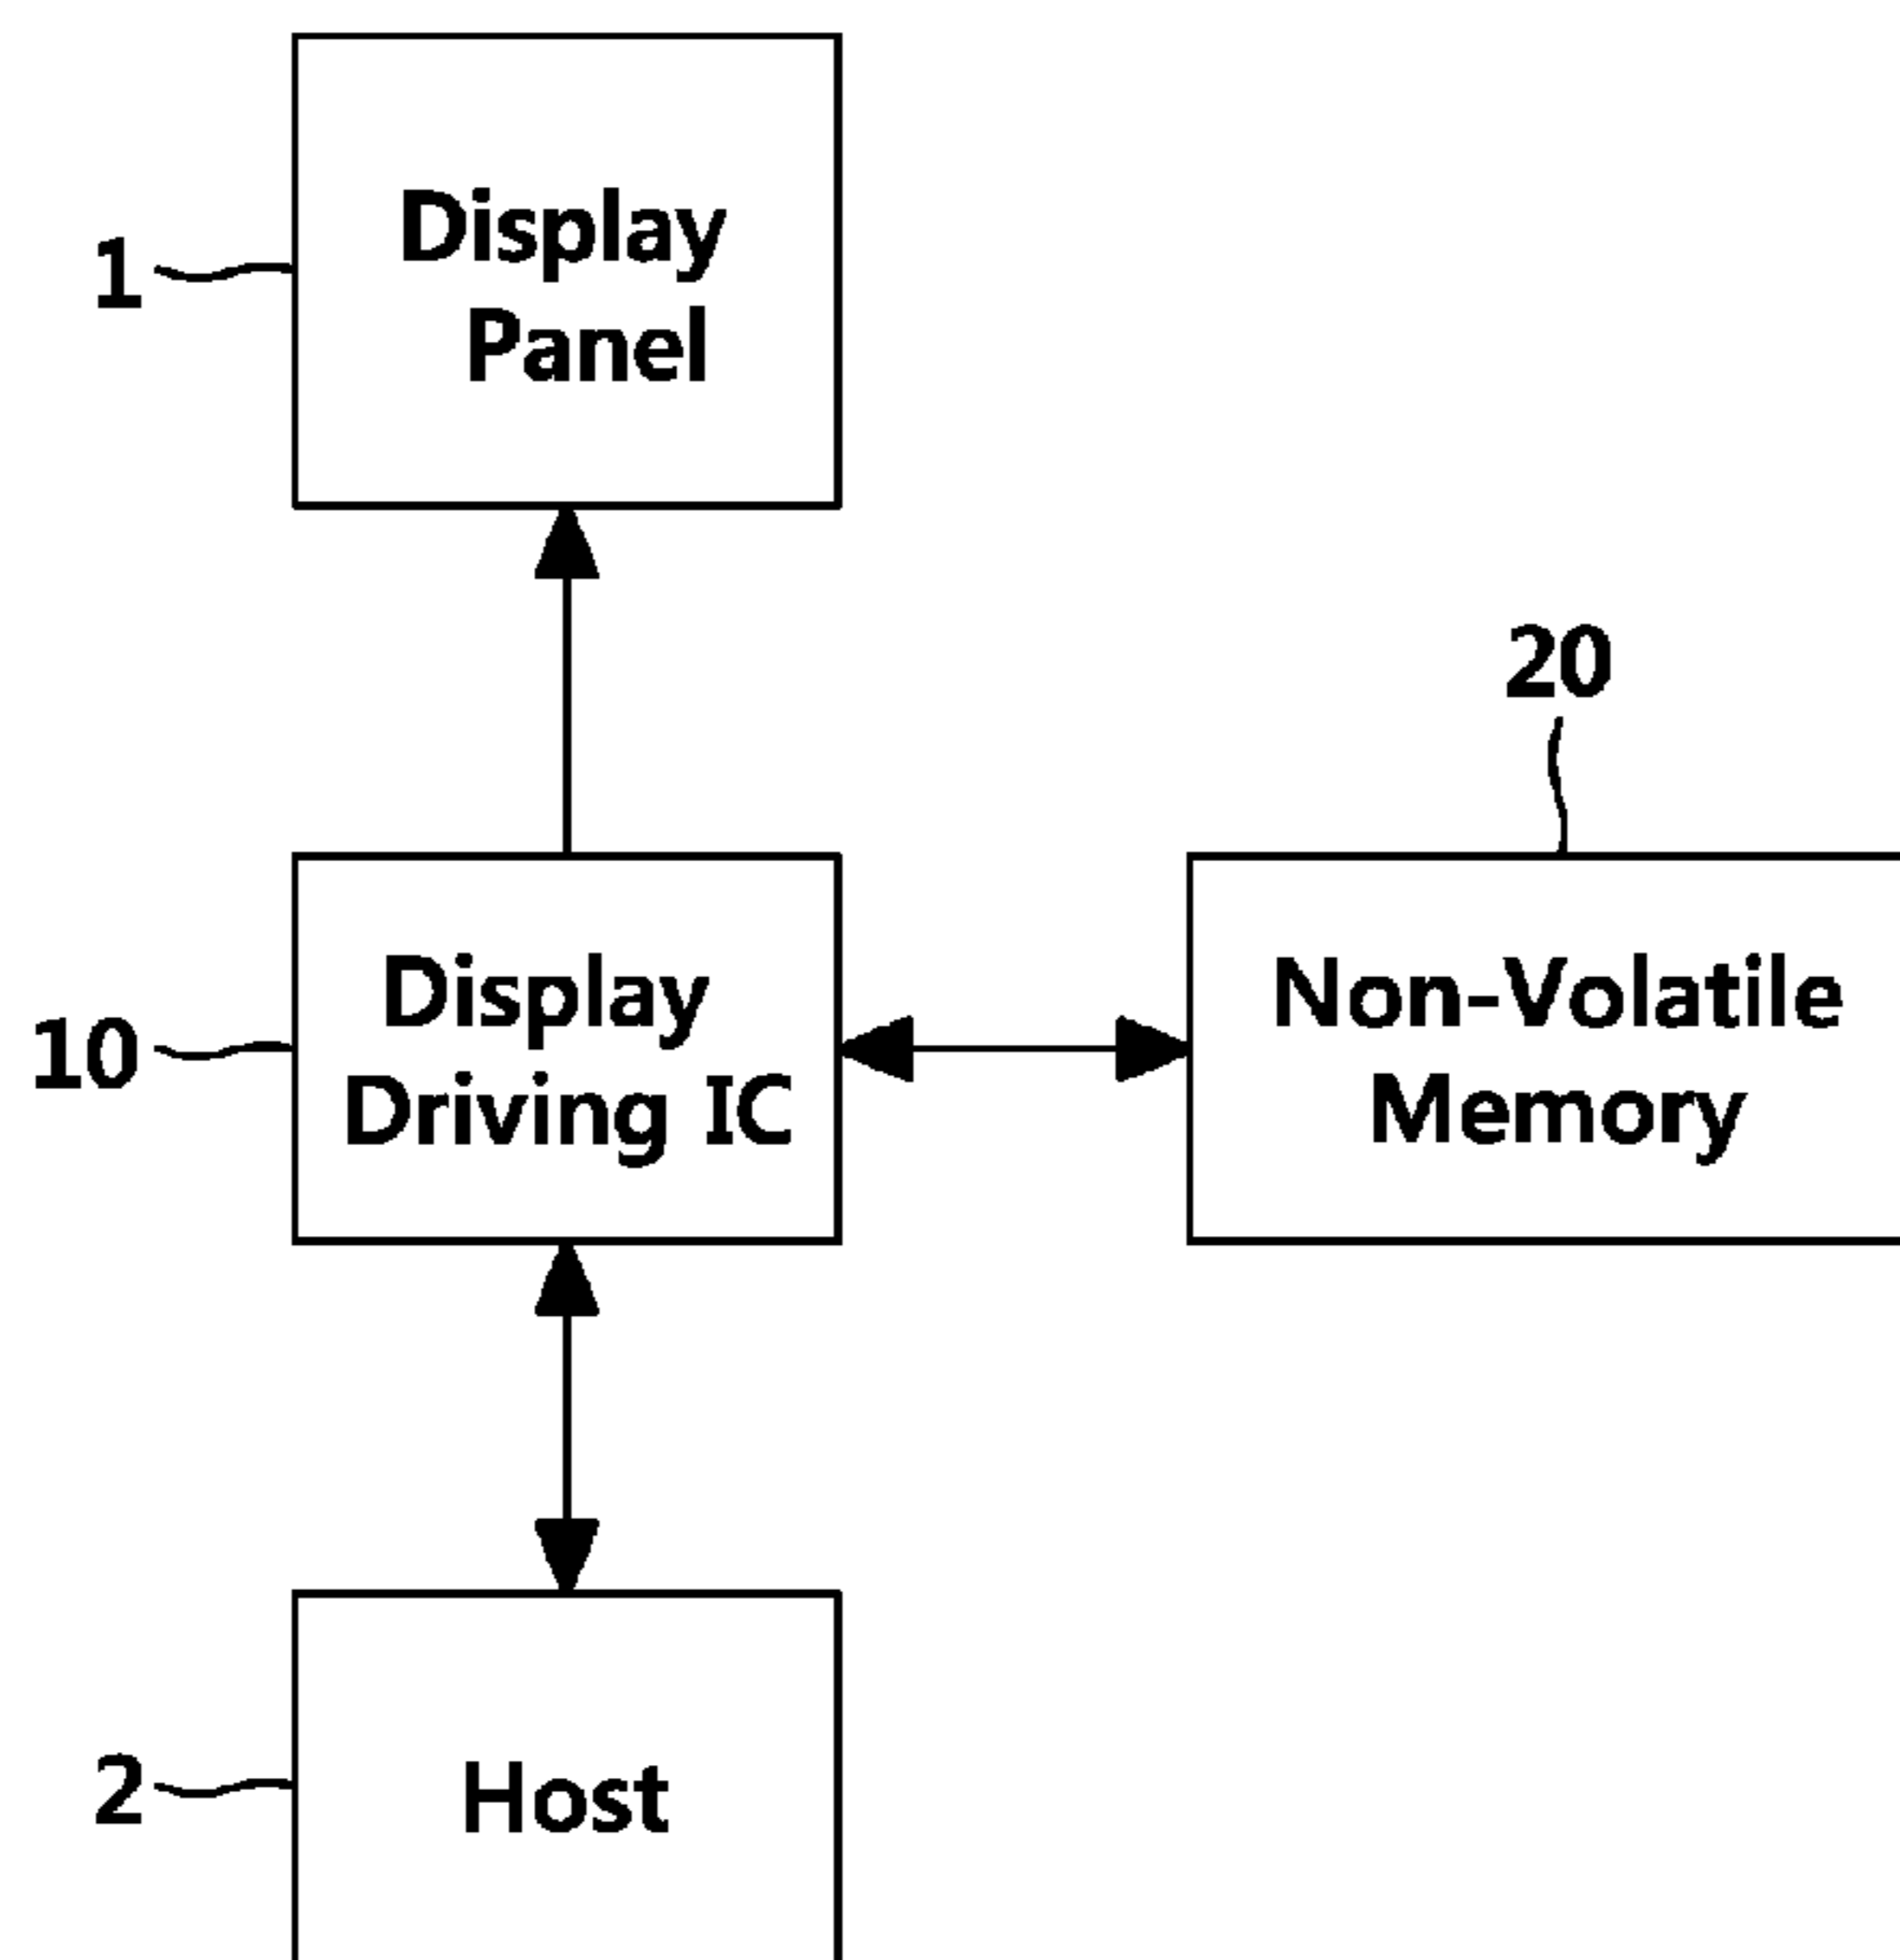 1
Display
Panel
20
10
Display
Driving IC
Non-Volatile
Memory
2
Host